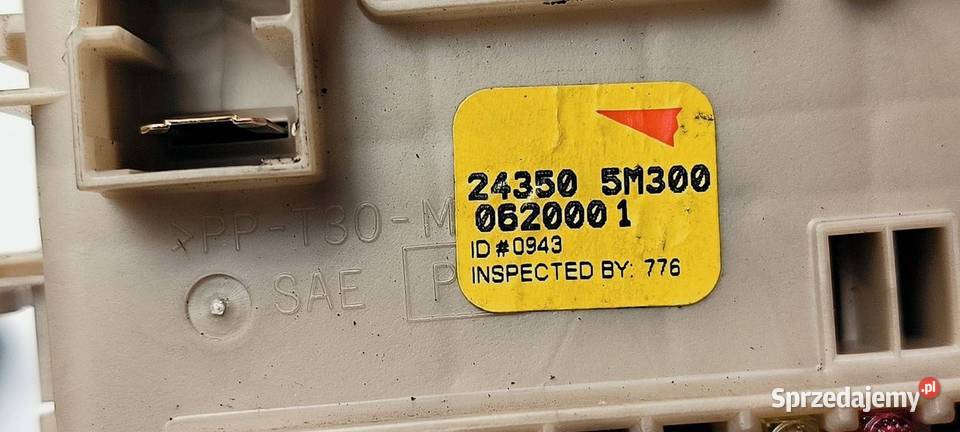 24350 5M300
0620001
ID#0943
INSPECTED BY: 776
>PP-T30-M
SAE P
Sprzedajemy.pl